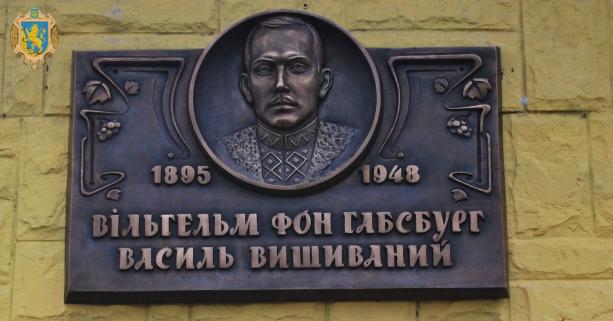 1895 1948
ВІЛЬГЕЛЬМ ФОН ГАБСБУРГ
ВАСИЛЬ ВИШИВАНИЙ